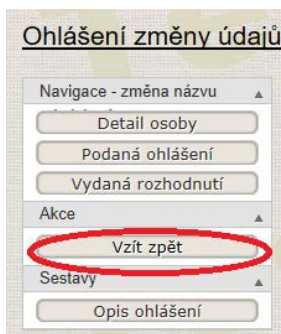 Ohlášení změny údajů
Navigace - změna názvu
Detail osoby
Podaná ohlášení
Vydaná rozhodnutí
Akce
Vzít zpět
Sestavy
Opis ohlášení